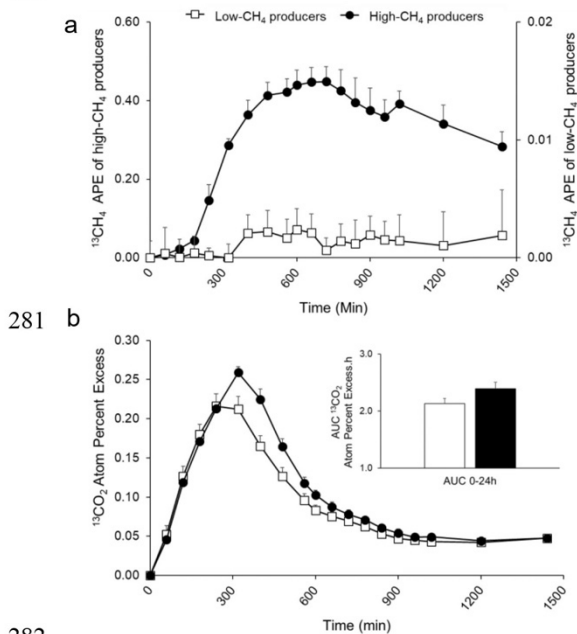 a
Low-CH4 producers High-CH4 producers
0.60
0.40
0.20
0.00
13CH4 APE of high-CH4 producers
0.02
0.01
0.00
13CH4 APE of low-CH4 producers
0 300 600 900 1200 1500
Time (Min)
281 b
0.30
0.25
0.20
0.15
0.10
0.05
0.00
13CO2 Atom Percent Excess
3.0
2.0
1.0
AUC 13CO2
Atom Percent Excess.h
AUC 0-24h
0 300 600 900 1200 1500
Time (min)